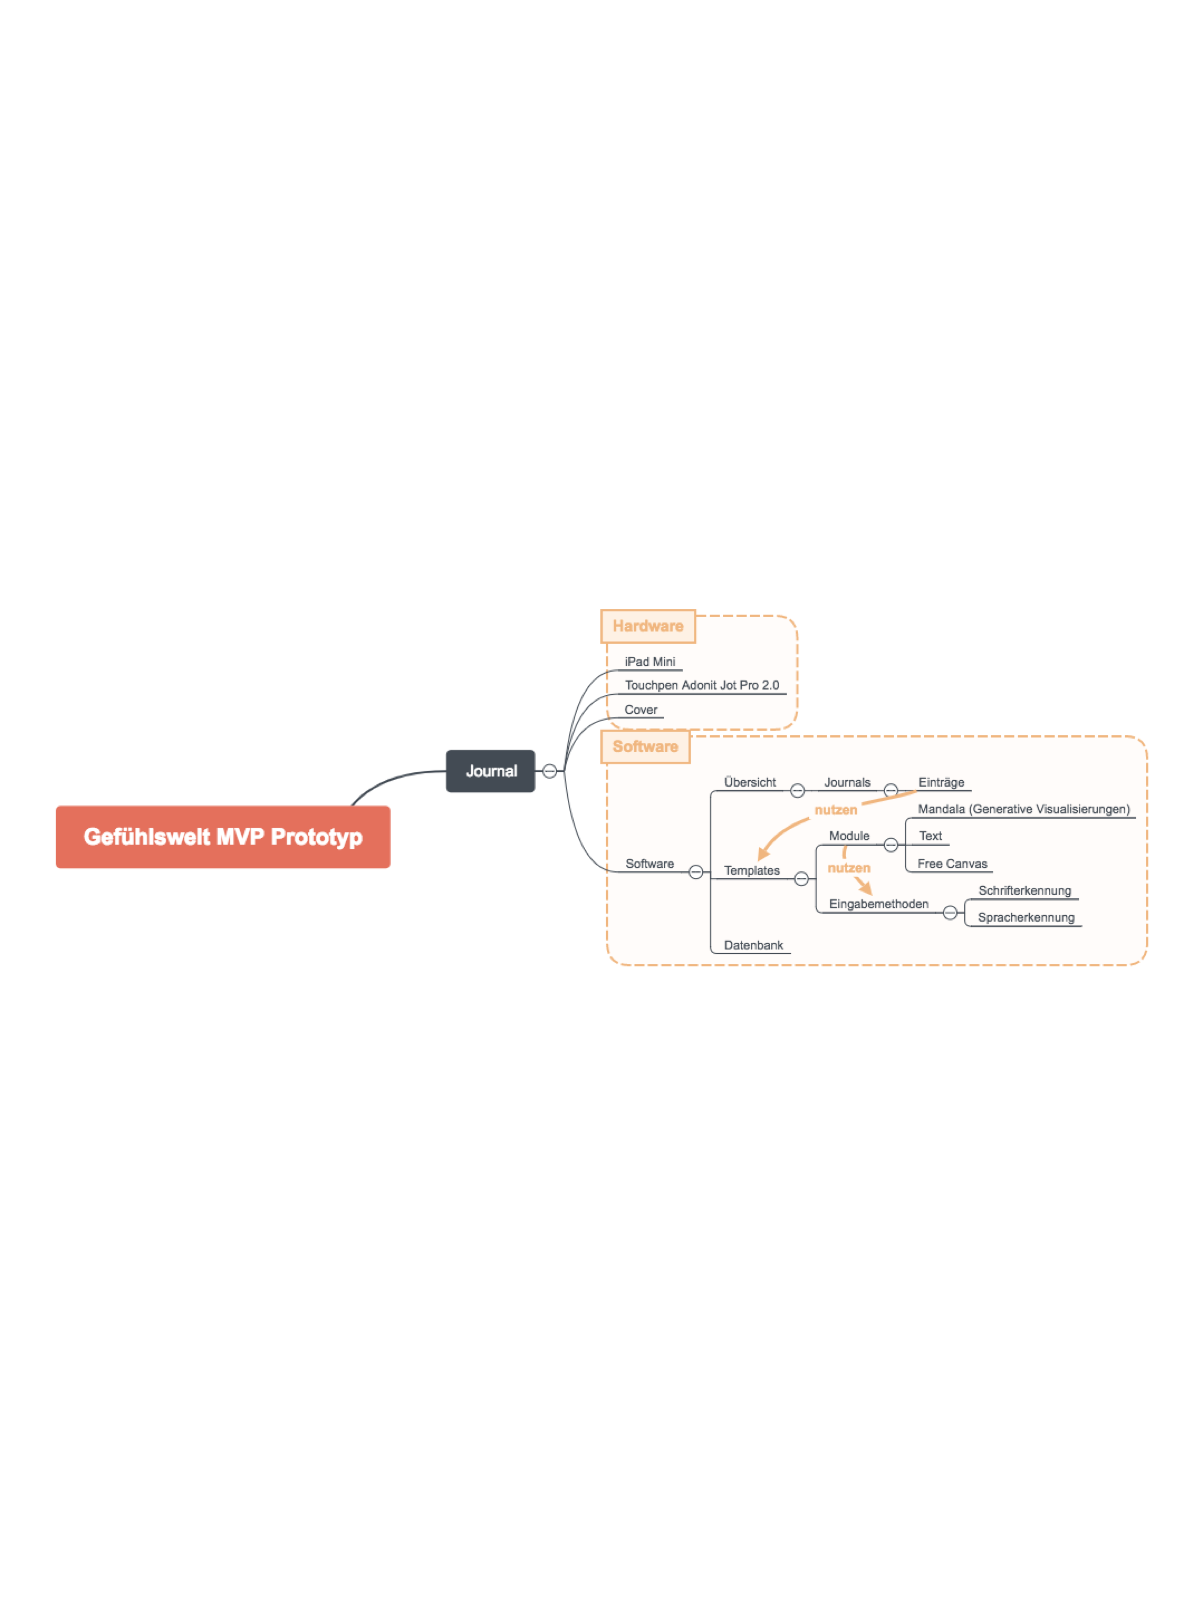 Hardware
iPad Mini
Touchpen Adonit Jot Pro 2.0
Cover
Software
Journal
Gefühlswelt MVP Prototyp
Software
Übersicht
Journals
Einträge
nutzen
Mandala (Generative Visualisierungen)
Module
Text
nutzen
Free Canvas
Templates
Eingabemethoden
Schrifterkennung
Spracherkennung
Datenbank